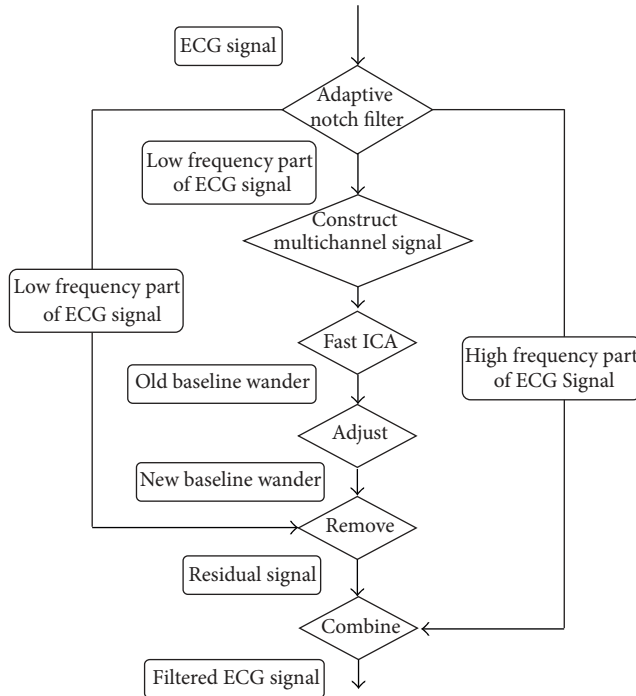 ECG signal
Adaptive
notch filter
Low frequency part
of ECG signal
Construct
multichannel signal
Low frequency part
of ECG signal
Fast ICA
High frequency part
of ECG Signal
Old baseline wander
Adjust
New baseline wander
Remove
Residual signal
Combine
Filtered ECG signal